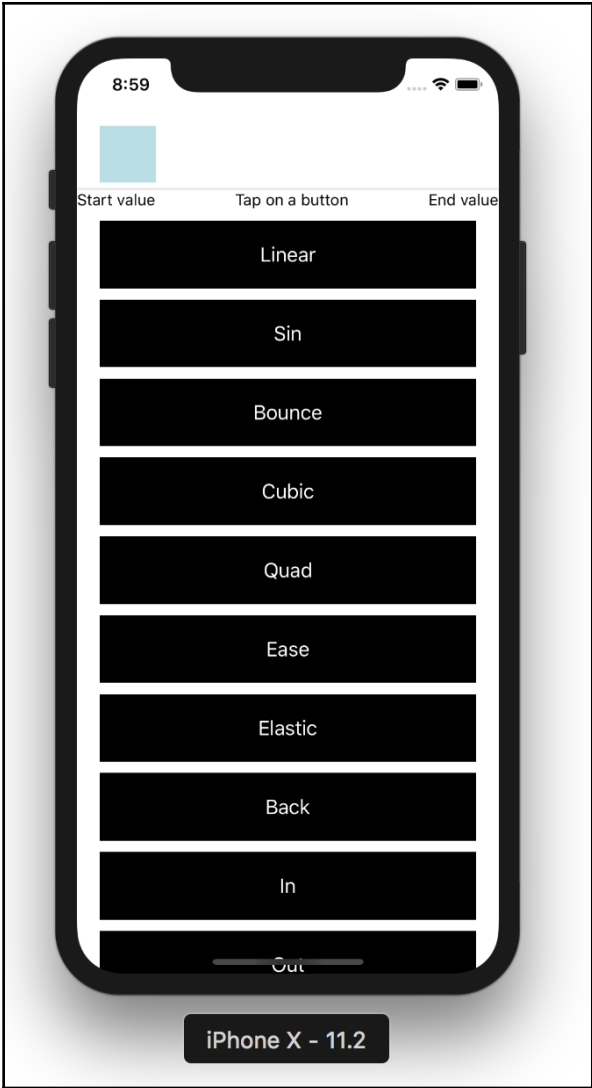 8:59
Start value Tap on a button End value
Linear
Sin
Bounce
Cubic
Quad
Ease
Elastic
Back
In
Out
iPhone X - 11.2